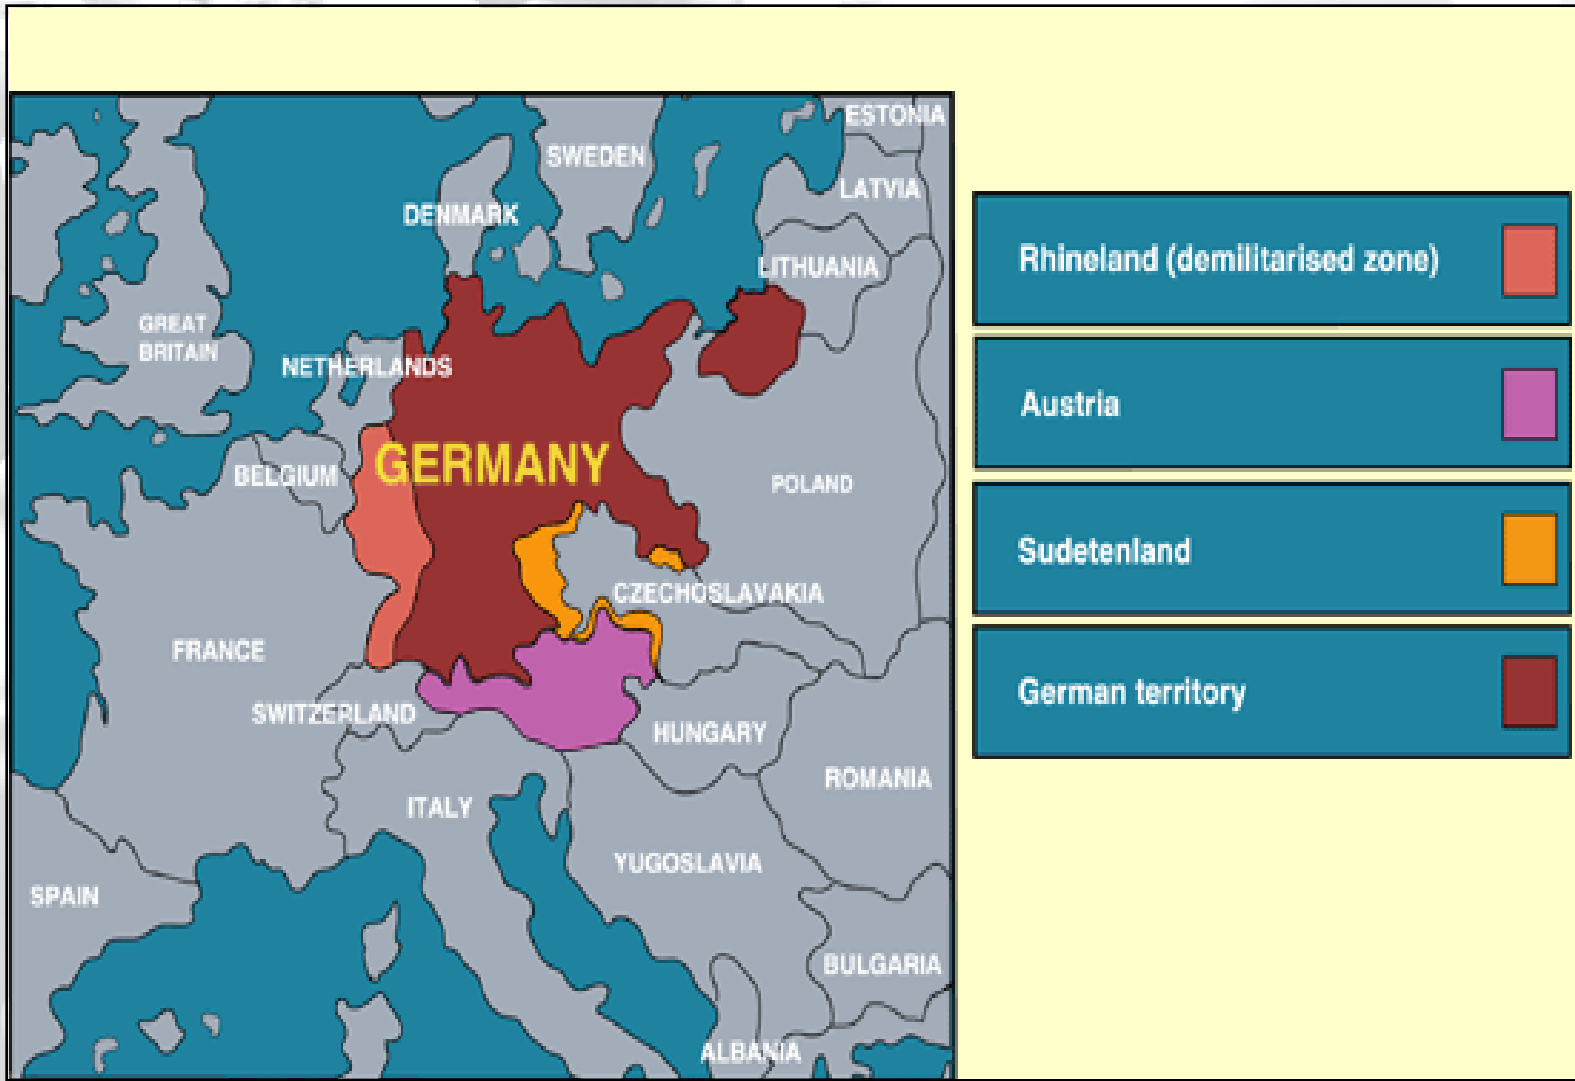 ESTONIA
SWEDEN
LATVIA
DENMARK
LITHUANIA
GREAT
BRITAIN
NETHERLANDS
GERMANY
BELGIUM
POLAND
CZECHOSLAVAKIA
FRANCE
SWITZERLAND
HUNGARY
ROMANIA
ITALY
YUGOSLAVIA
SPAIN
BULGARIA
ALBANIA
Rhineland (demilitarised zone)
Austria
Sudetenland
German territory